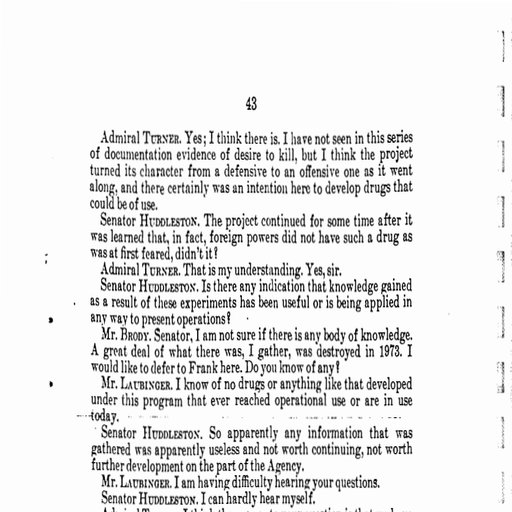 43
Admiral TURNER. Yes; I think there is. I have not seen in this series
of documentation evidence of desire to kill, but I think the project
turned its character from a defensive to an offensive one as it went
along, and there certainly was an intention here to develop drugs that
could be of use.
Senator HUDDLESTON. The project continued for some time after it
was learned that, in fact, foreign powers did not have such a drug as
was at first feared, didn't it?
Admiral TURNER. That is my understanding. Yes, sir.
Senator HUDDLESTON. Is there any indication that knowledge gained
as a result of these experiments has been useful or is being applied in
any way to present operations?
Mr. BRODY. Senator, I am not sure if there is any body of knowledge.
A great deal of what there was, I gather, was destroyed in 1973. I
would like to defer to Frank here. Do you know of any?
Mr. LAUBINGER. I know of no drugs or anything like that developed
under this program that ever reached operational use or are in use
today.
Senator HUDDLESTON. So apparently any information that was
gathered was apparently useless and not worth continuing, not worth
further development on the part of the Agency.
Mr. LAUBINGER. I am having difficulty hearing your questions.
Senator HUDDLESTON. I can hardly hear myself.